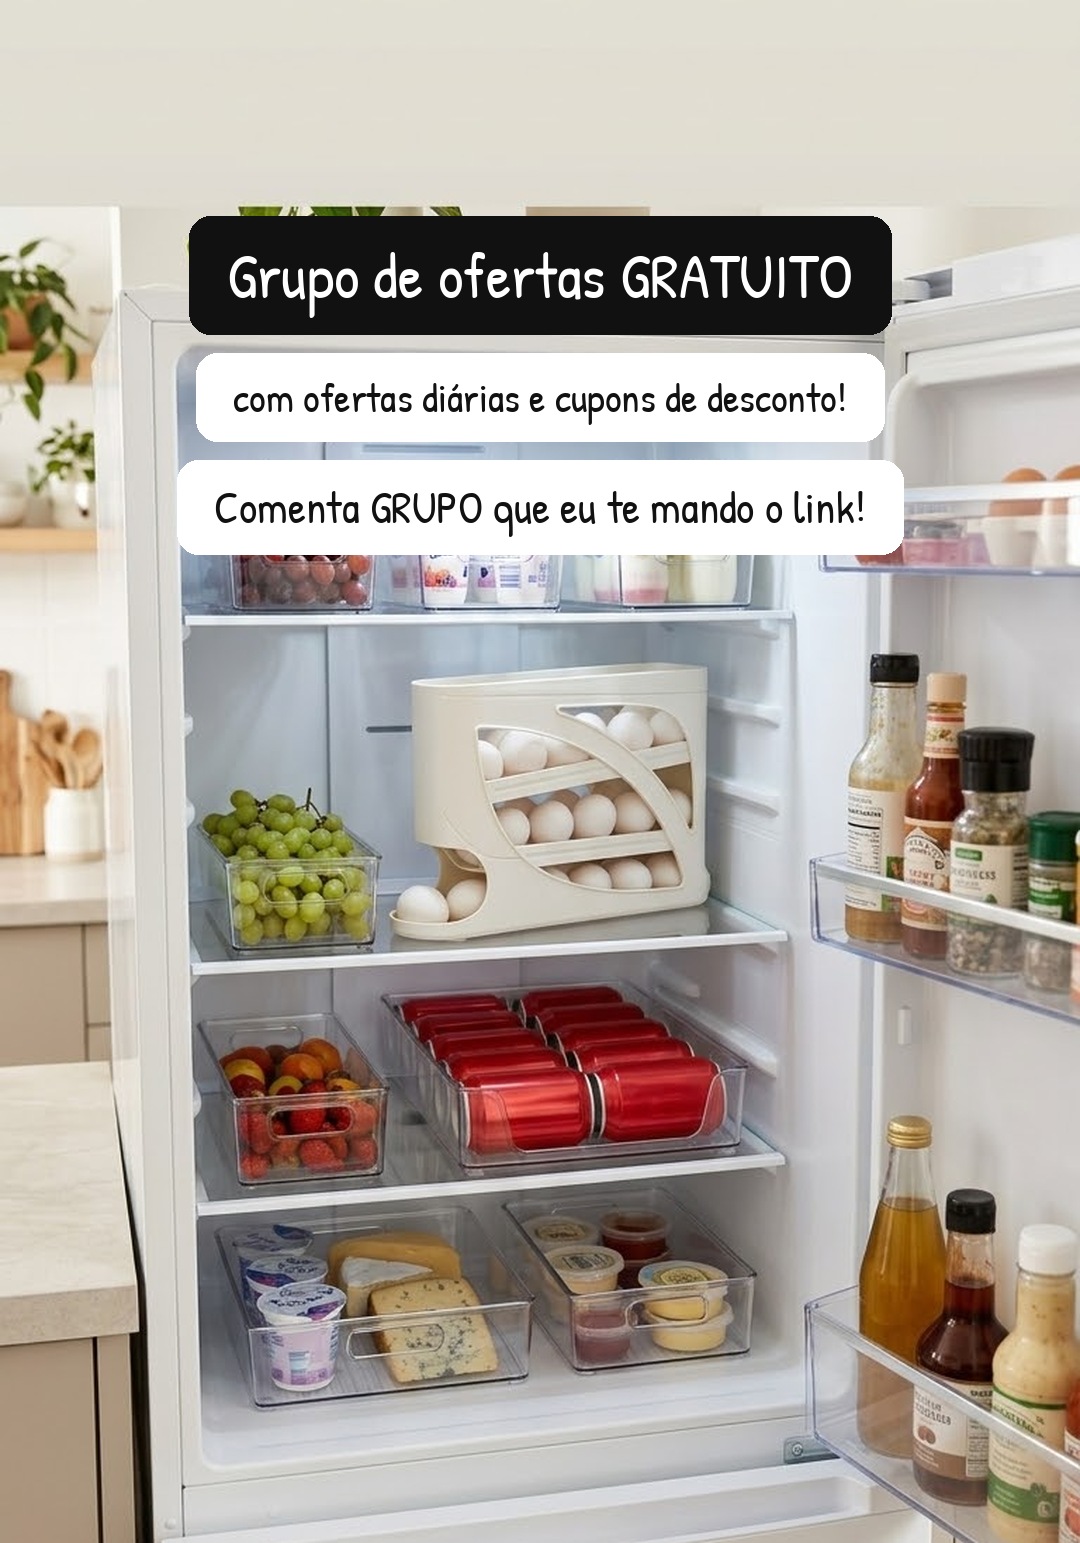 Grupo de ofertas GRATUITO
com ofertas diárias e cupons de desconto!
Comenta GRUPO que eu te mando o link!